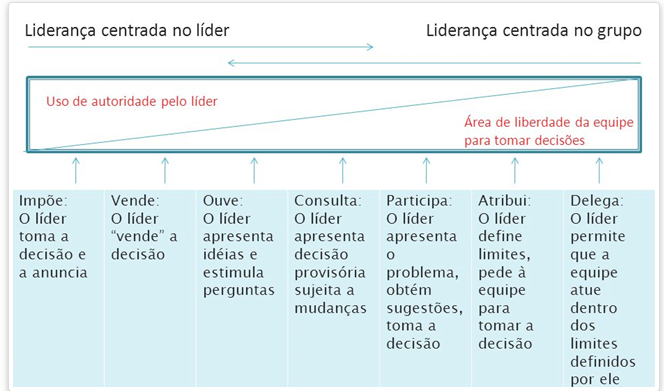 Liderança centrada no líder
Liderança centrada no grupo
Uso de autoridade pelo líder
Área de liberdade da equipe
para tomar decisões
Impõe:
O líder
toma a
decisão e
a anuncia
Vende:
O líder
“vende” a
decisão
Ouve:
O líder
apresenta
idéias e
estimula
perguntas
Consulta:
O líder
apresenta
decisão
provisória
sujeita a
mudanças
Participa:
O líder
apresenta
o
problema,
obtém
sugestões,
toma a
decisão
Atribui:
O líder
define
limites,
pede à
equipe
para
tomar a
decisão
Delega:
O líder
permite
que a
equipe
atue
dentro
dos
limites
definidos
por ele